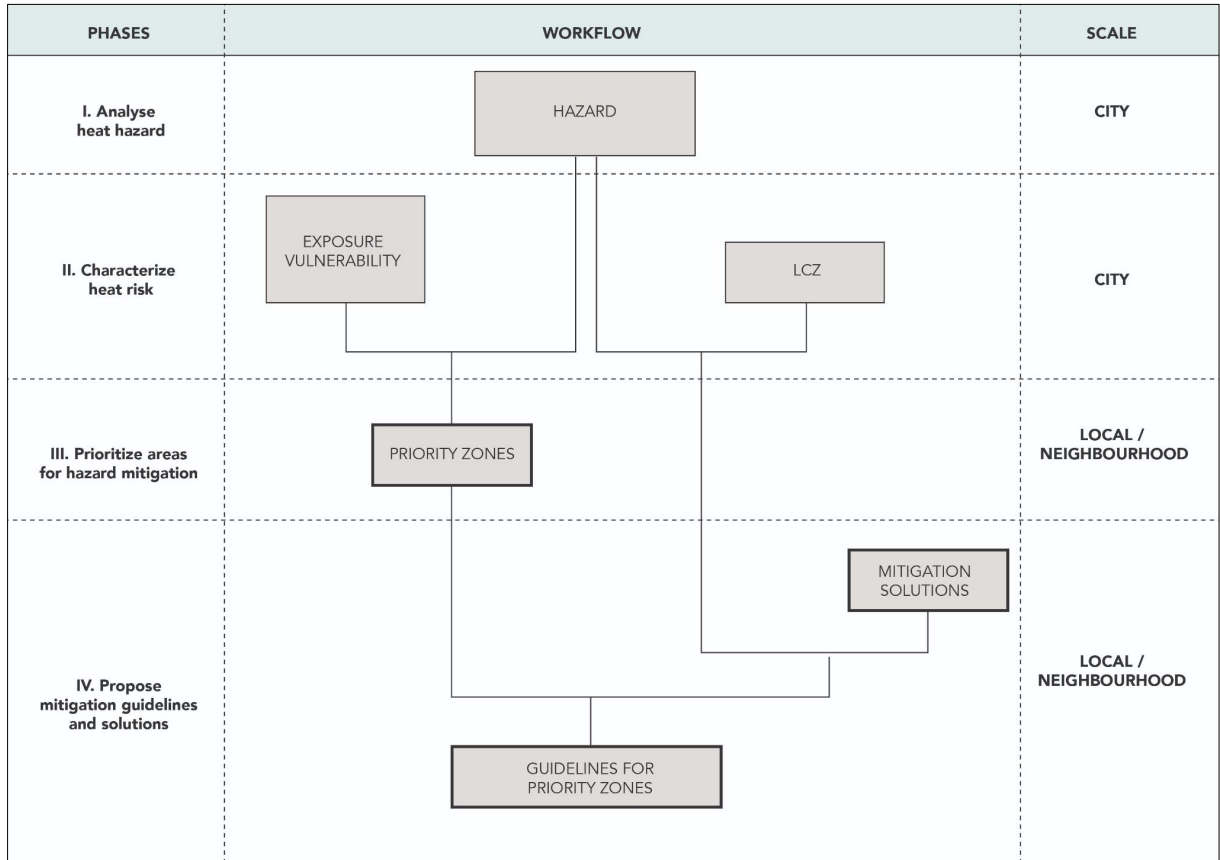 PHASES
WORKFLOW
SCALE
I. Analyse
heat hazard
HAZARD
CITY
II. Characterize
heat risk
EXPOSURE
VULNERABILITY
LCZ
CITY
III. Prioritize areas
for hazard mitigation
PRIORITY ZONES
LOCAL /
NEIGHBOURHOOD
IV. Propose
mitigation guidelines
and solutions
MITIGATION
SOLUTIONS
GUIDELINES FOR
PRIORITY ZONES
LOCAL /
NEIGHBOURHOOD